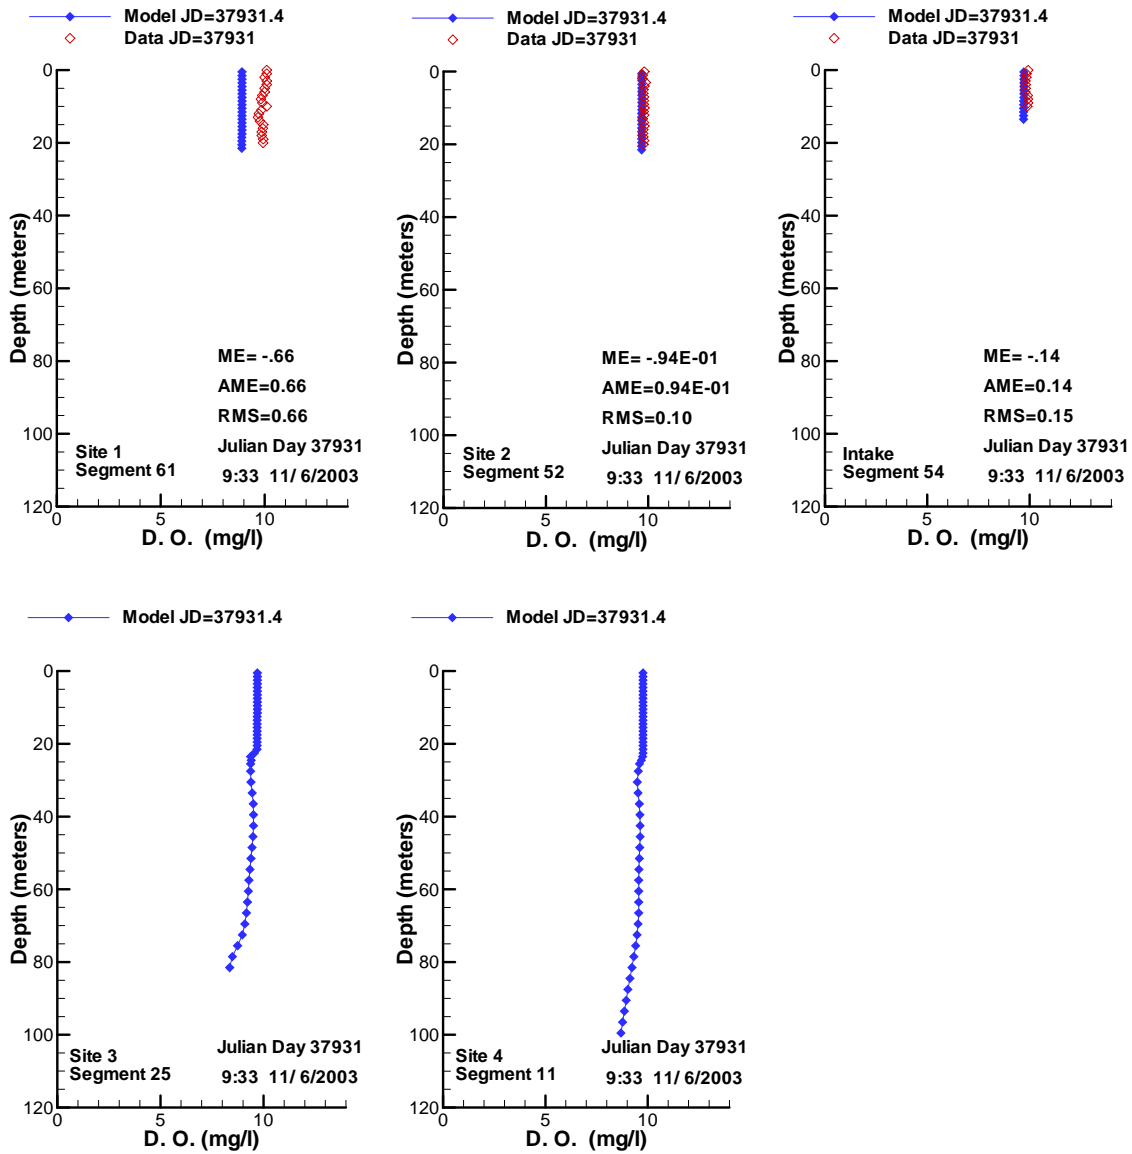 Model JD=37931.4
Data JD=37931
0
20
40
60
80
100
120
Depth (meters)
ME= -.66
AME=0.66
RMS=0.66
Julian Day 37931
9:33 11/ 6/2003
Site 1
Segment 61
0 5 10
D. O. (mg/l)
Model JD=37931.4
Data JD=37931
0
20
40
60
80
100
120
Depth (meters)
ME= -.94E-01
AME=0.94E-01
RMS=0.10
Julian Day 37931
9:33 11/ 6/2003
Site 2
Segment 52
0 5 10
D. O. (mg/l)
Model JD=37931.4
Data JD=37931
0
20
40
60
80
100
120
Depth (meters)
ME= -.14
AME=0.14
RMS=0.15
Julian Day 37931
9:33 11/ 6/2003
Intake
Segment 54
0 5 10
D. O. (mg/l)
Model JD=37931.4
0
20
40
60
80
100
120
Depth (meters)
Julian Day 37931
9:33 11/ 6/2003
Site 3
Segment 25
0 5 10
D. O. (mg/l)
Model JD=37931.4
0
20
40
60
80
100
120
Depth (meters)
Julian Day 37931
9:33 11/ 6/2003
Site 4
Segment 11
0 5 10
D. O. (mg/l)